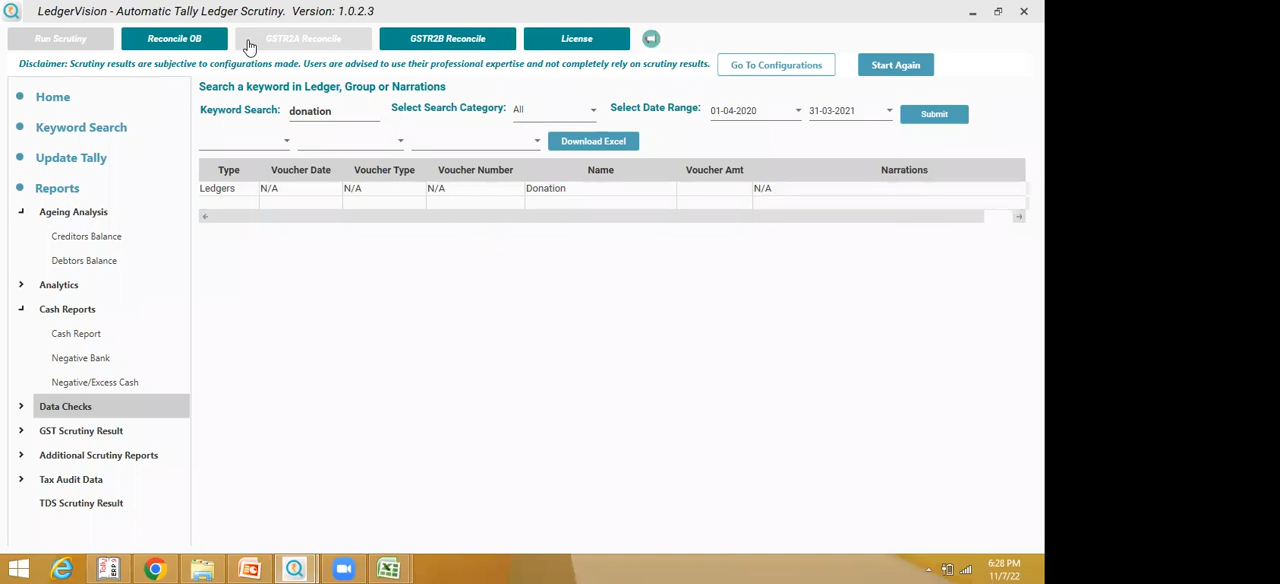 LedgerVision - Automatic Tally Ledger Scrutiny. Version: 1.0.2.3
Run Scrutiny Reconcile OB GSTR2A Reconcile GSTR2B Reconcile License
Disclaimer: Scrutiny results are subjective to configurations made. Users are advised to use their professional expertise and not completely rely on scrutiny results. Go To Configurations Start Again
Home
Keyword Search
Update Tally
Reports
Ageing Analysis
Creditors Balance
Debtors Balance
Analytics
Cash Reports
Cash Report
Negative Bank
Negative/Excess Cash
Data Checks
GST Scrutiny Result
Additional Scrutiny Reports
Tax Audit Data
TDS Scrutiny Result
Search a keyword in Ledger, Group or Narrations
Keyword Search: donation Select Search Category: All Select Date Range: 01-04-2020 31-03-2021 Submit
Download Excel
Type Voucher Date Voucher Type Voucher Number Name Voucher Amt Narrations
Ledgers N/A N/A N/A Donation N/A
Tally ERP 9
6:28 PM
11/7/22